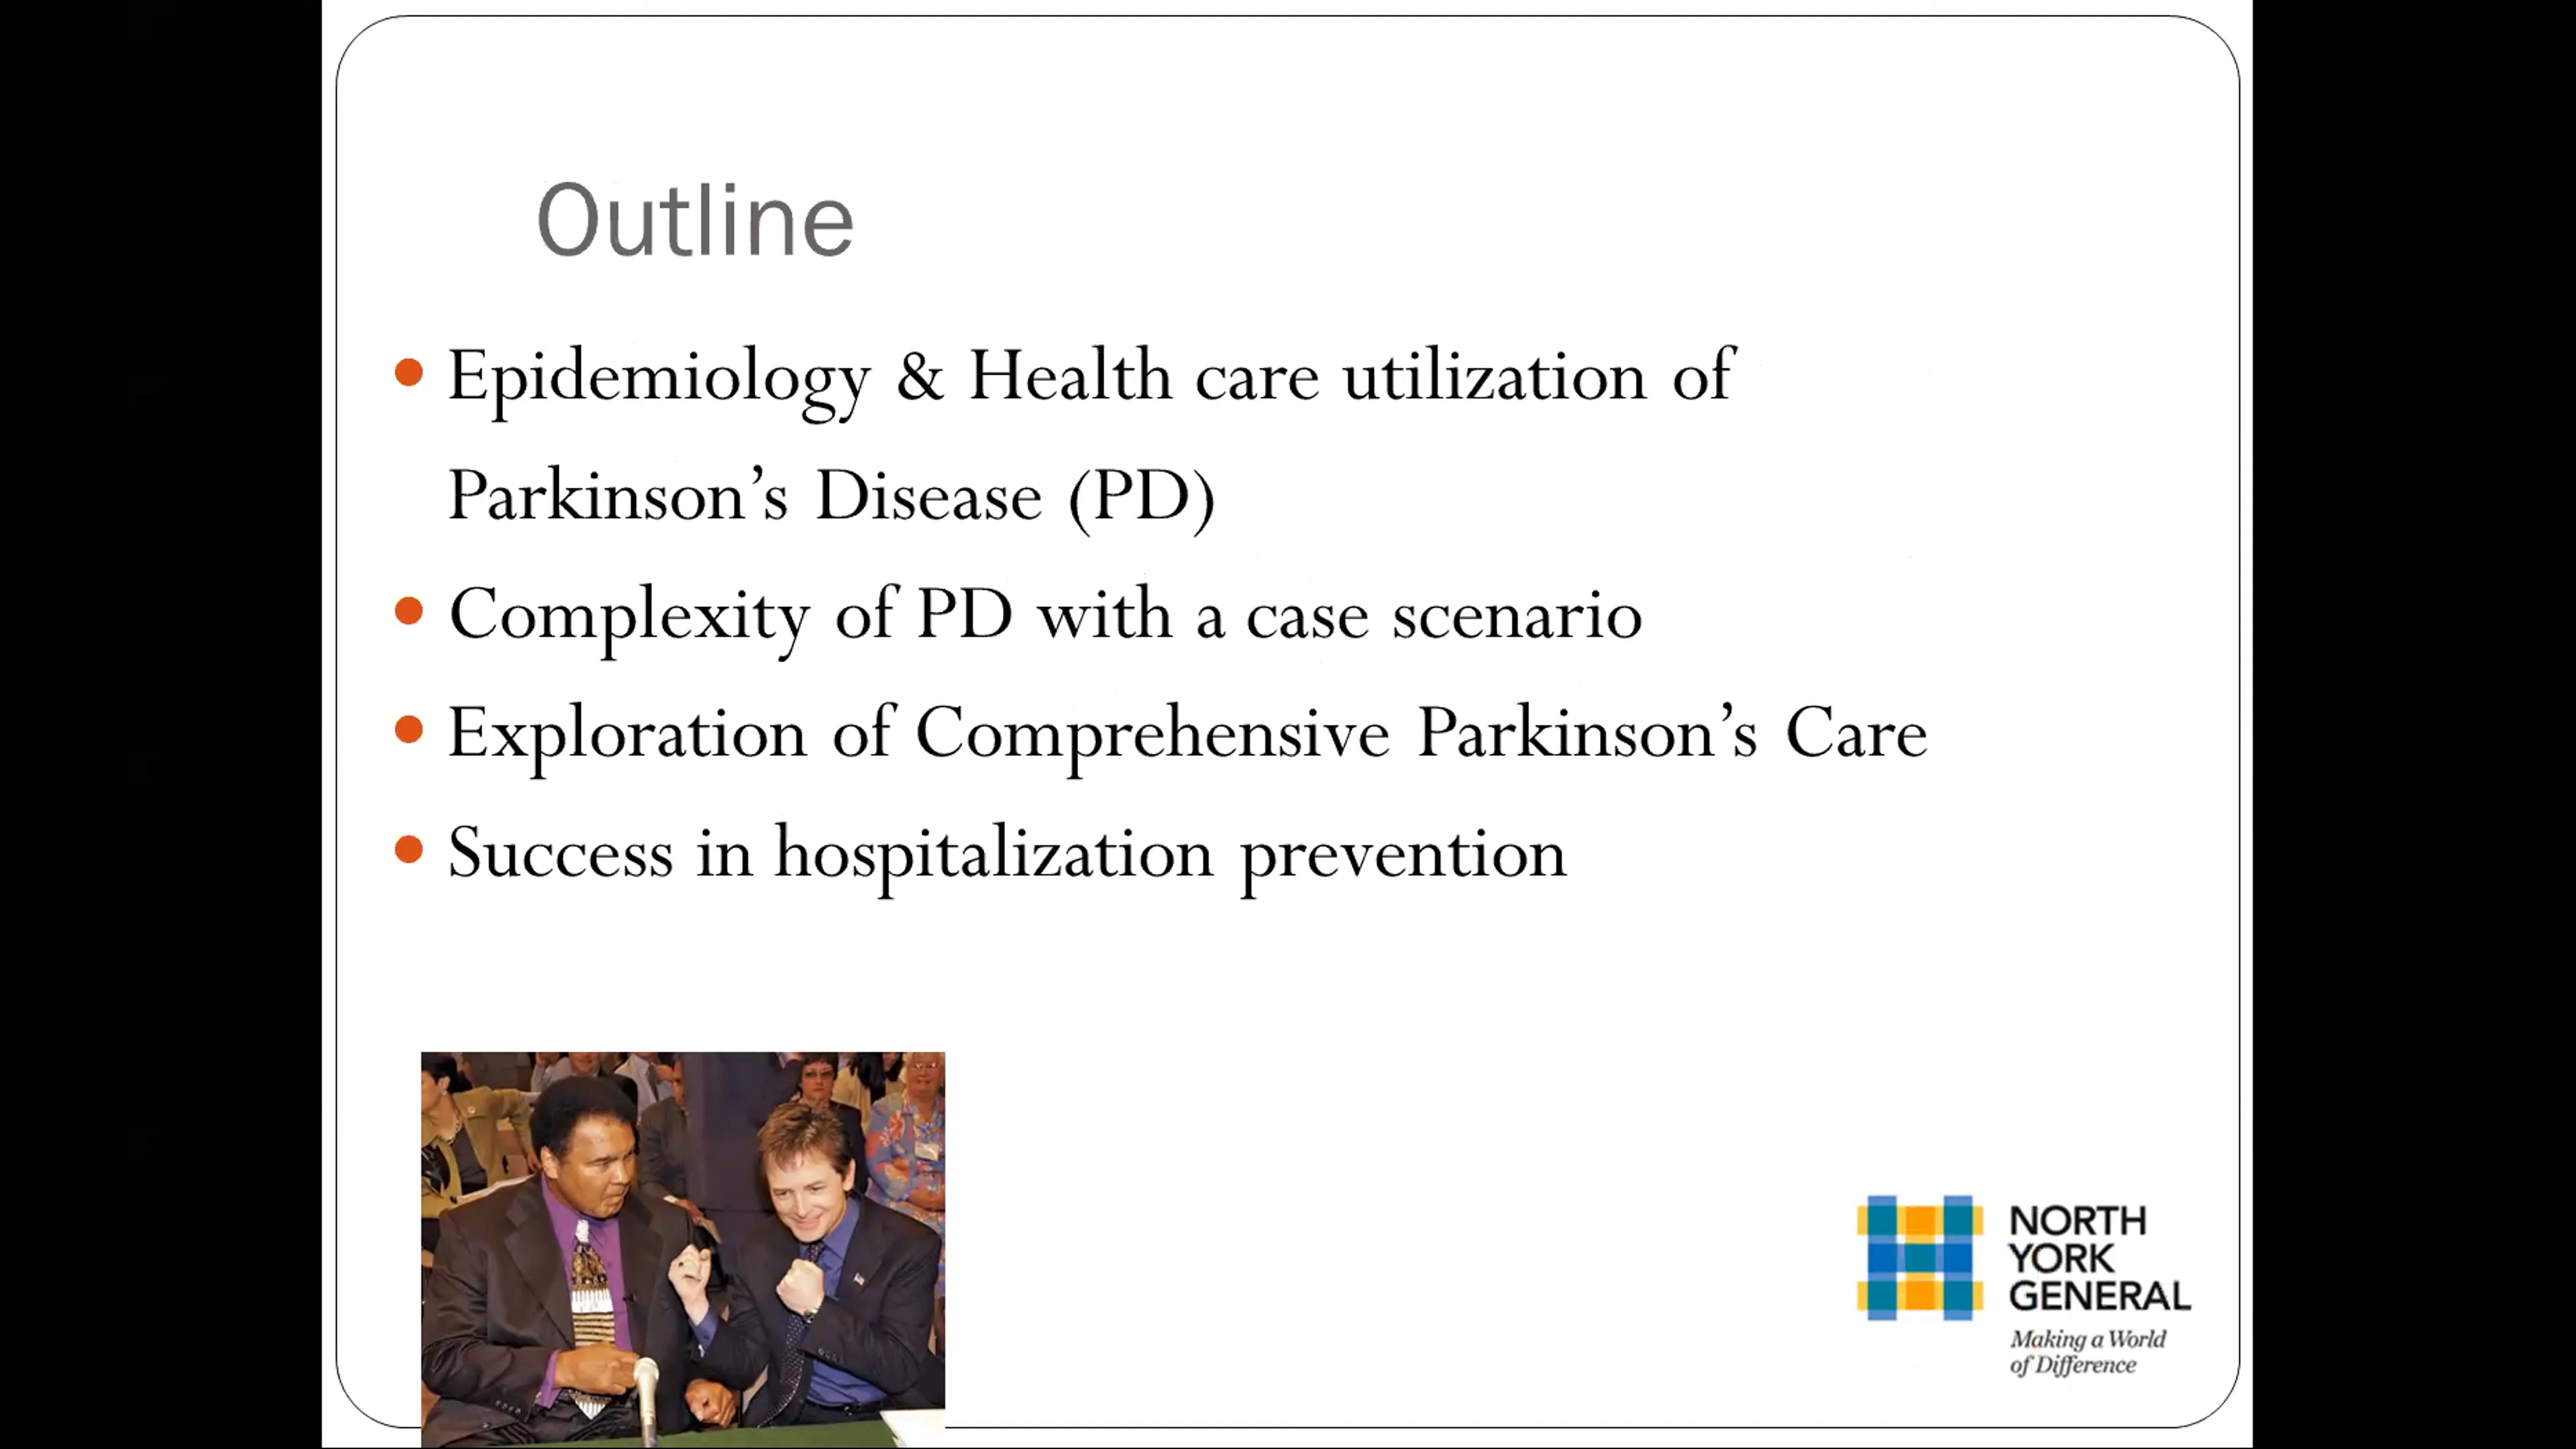 Outline
• Epidemiology & Health care utilization of
Parkinson’s Disease (PD)
• Complexity of PD with a case scenario
• Exploration of Comprehensive Parkinson’s Care
• Success in hospitalization prevention
NORTH
YORK
GENERAL
Making a World
of Difference